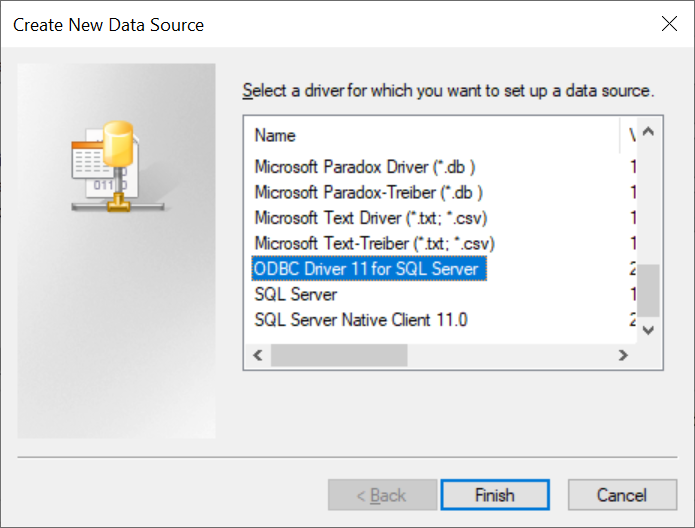 Create New Data Source
Select a driver for which you want to set up a data source.
Name
Microsoft Paradox Driver (*.db )
1
Microsoft Paradox-Treiber (*.db )
1
Microsoft Text Driver (*.txt; *.csv)
1
Microsoft Text-Treiber (*.txt; *.csv)
1
ODBC Driver 11 for SQL Server
2
SQL Server
1
SQL Server Native Client 11.0
2
< Back
Finish
Cancel